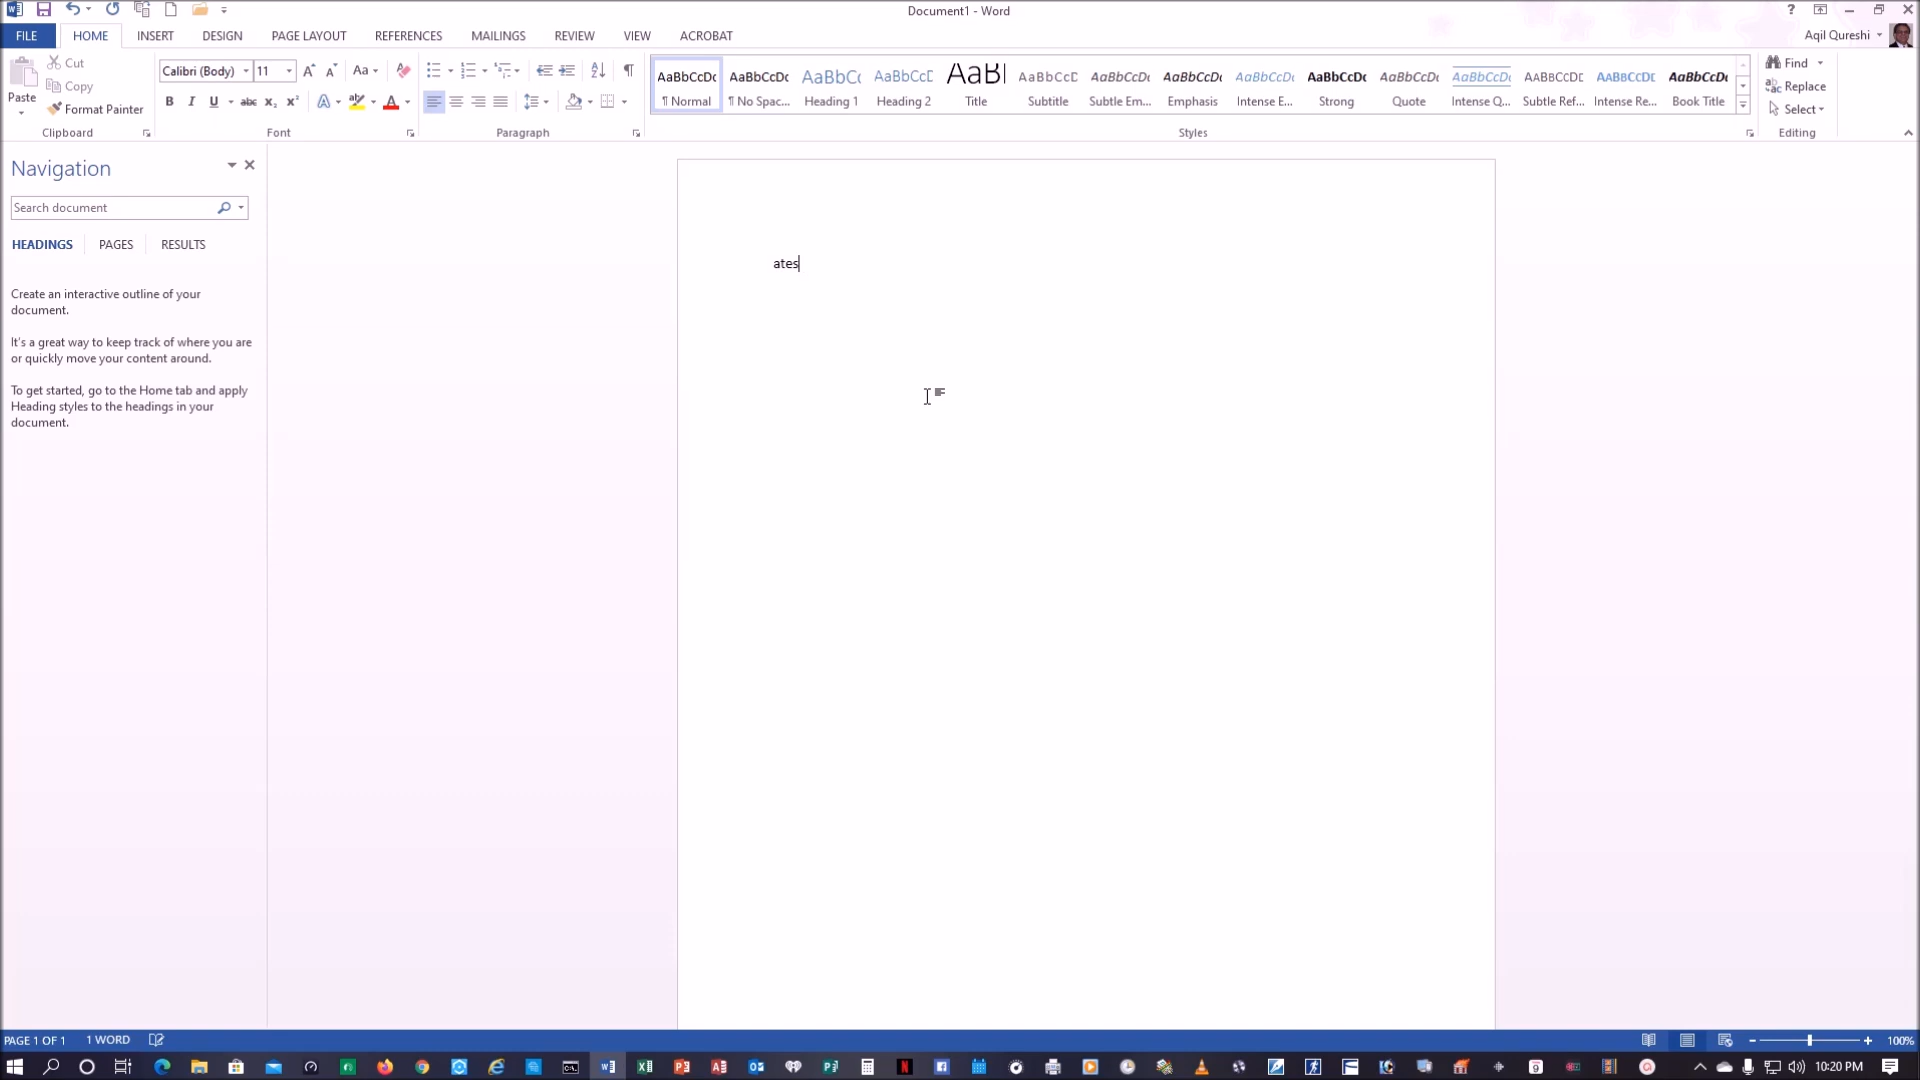 Document1 - Word
?
FILE
HOME
INSERT
DESIGN
PAGE LAYOUT
REFERENCES
MAILINGS
REVIEW
VIEW
ACROBAT
Aqil Qureshi
Paste
Cut
Copy
Format Painter
Clipboard
Calibri (Body)
11
Aa
B I U abc x₂ x²
Font
Paragraph
AaBbCcDc
¶ Normal
AaBbCcDc
¶ No Spac...
AaBbC(
Heading 1
AaBbCcE
Heading 2
AaBl
Title
AaBbCcD
Subtitle
AaBbCcDc
Subtle Em...
AaBbCcDc
Emphasis
AaBbCcDc
Intense E...
AaBbCcDc
Strong
AaBbCcDc
Quote
AaBbCcDc
Intense Q...
AABBCCDE
Subtle Ref...
AABBCCDE
Intense Re...
AaBbCcDc
Book Title
Styles
Find
Replace
Select
Editing
Navigation
Search document
HEADINGS
PAGES
RESULTS
Create an interactive outline of your
document.
It's a great way to keep track of where you are
or quickly move your content around.
To get started, go to the Home tab and apply
Heading styles to the headings in your
document.
ates
PAGE 1 OF 1
1 WORD
100%
10:20 PM